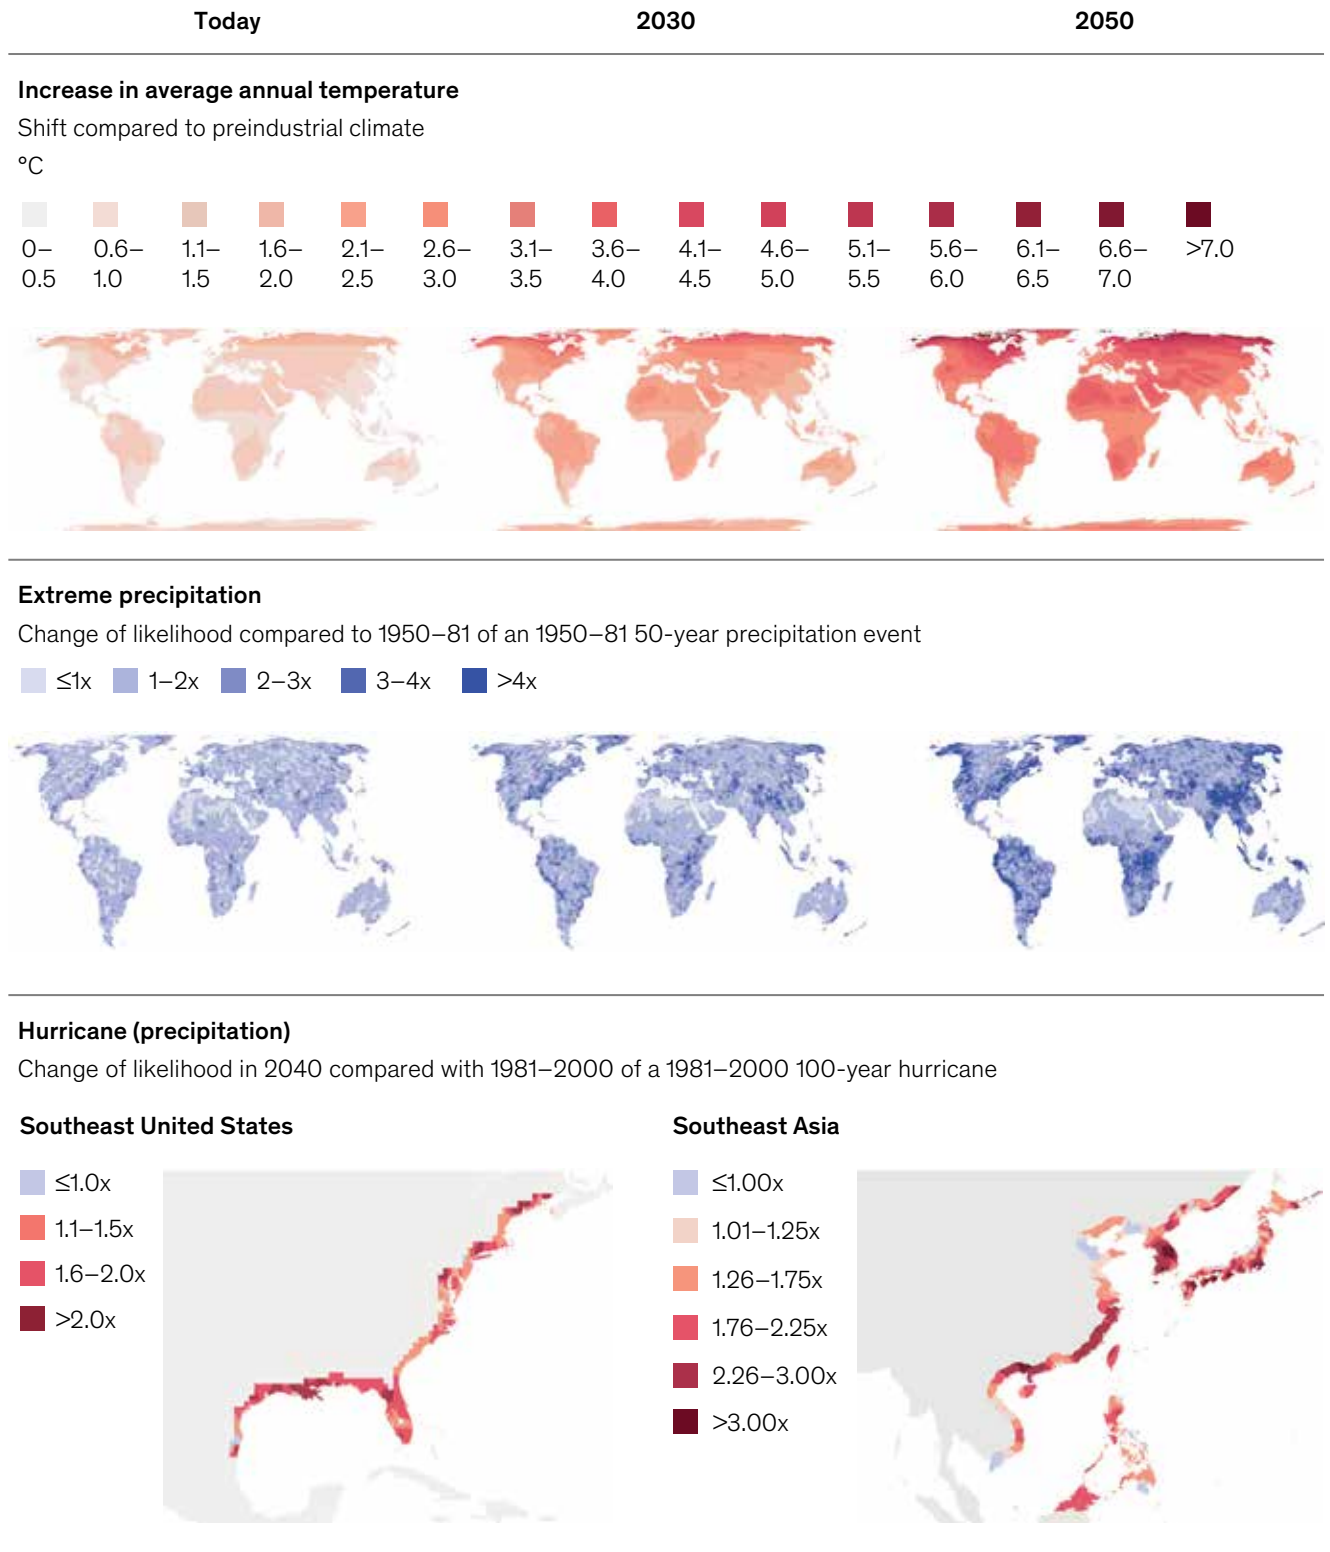 Today 2030 2050
Increase in average annual temperature
Shift compared to preindustrial climate
°C
0– 0.6– 1.1– 1.6– 2.1– 2.6– 3.1– 3.6– 4.1– 4.6– 5.1– 5.6– 6.1– 6.6– >7.0
0.5 1.0 1.5 2.0 2.5 3.0 3.5 4.0 4.5 5.0 5.5 6.0 6.5 7.0
Extreme precipitation
Change of likelihood compared to 1950–81 of an 1950–81 50-year precipitation event
≤1x 1–2x 2–3x 3–4x >4x
Hurricane (precipitation)
Change of likelihood in 2040 compared with 1981–2000 of a 1981–2000 100-year hurricane
Southeast United States
≤1.0x
1.1–1.5x
1.6–2.0x
>2.0x
Southeast Asia
≤1.00x
1.01–1.25x
1.26–1.75x
1.76–2.25x
2.26–3.00x
>3.00x